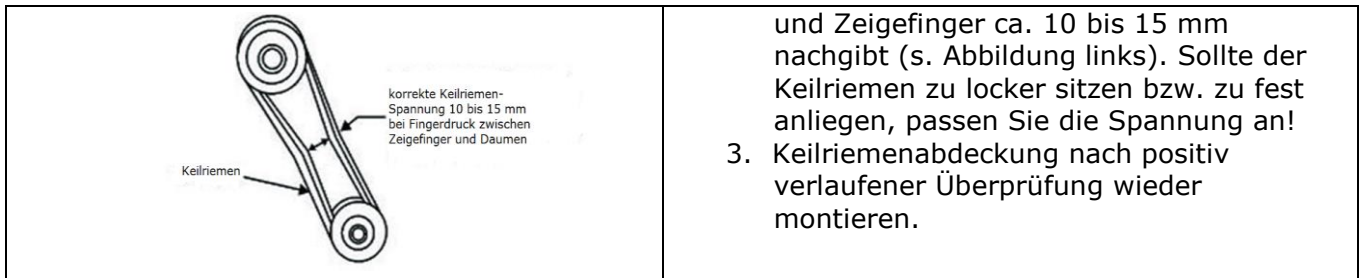 korrekte Keilriemen-
Spannung 10 bis 15 mm
bei Fingerdruck zwischen
Zeigefinger und Daumen
Keilriemen
und Zeigefinger ca. 10 bis 15 mm
nachgibt (s. Abbildung links). Sollte der
Keilriemen zu locker sitzen bzw. zu fest
anliegen, passen Sie die Spannung an!
3. Keilriemenabdeckung nach positiv
verlaufener Überprüfung wieder
montieren.